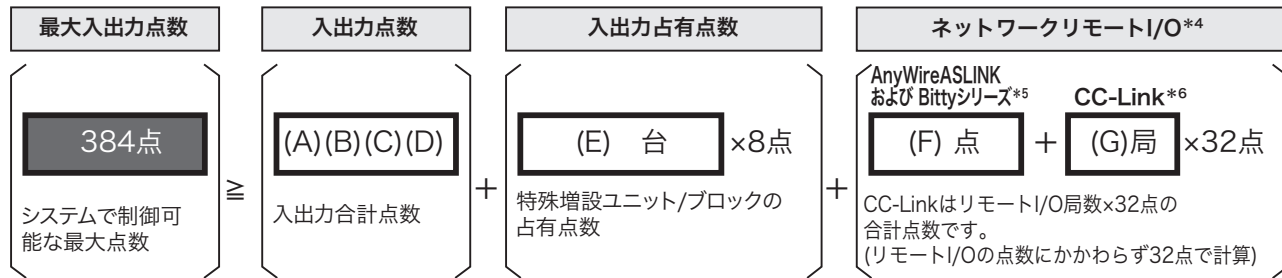 最大入出力点数
入出力点数
入出力占有点数
ネットワークリモートI/O*4
384点
システムで制御可
能な最大点数
≧
(A)(B)(C)(D)
入出力合計点数
+
(E) 台
×8点
特殊増設ユニット/ブロックの
占有点数
+
AnyWireASLINK
および Bittyシリーズ*5
(F) 点
+
CC-Link*6
(G)局
×32点
CC-LinkはリモートI/O局数×32点の
合計点数です。
(リモートI/Oの点数にかかわらず32点で計算)